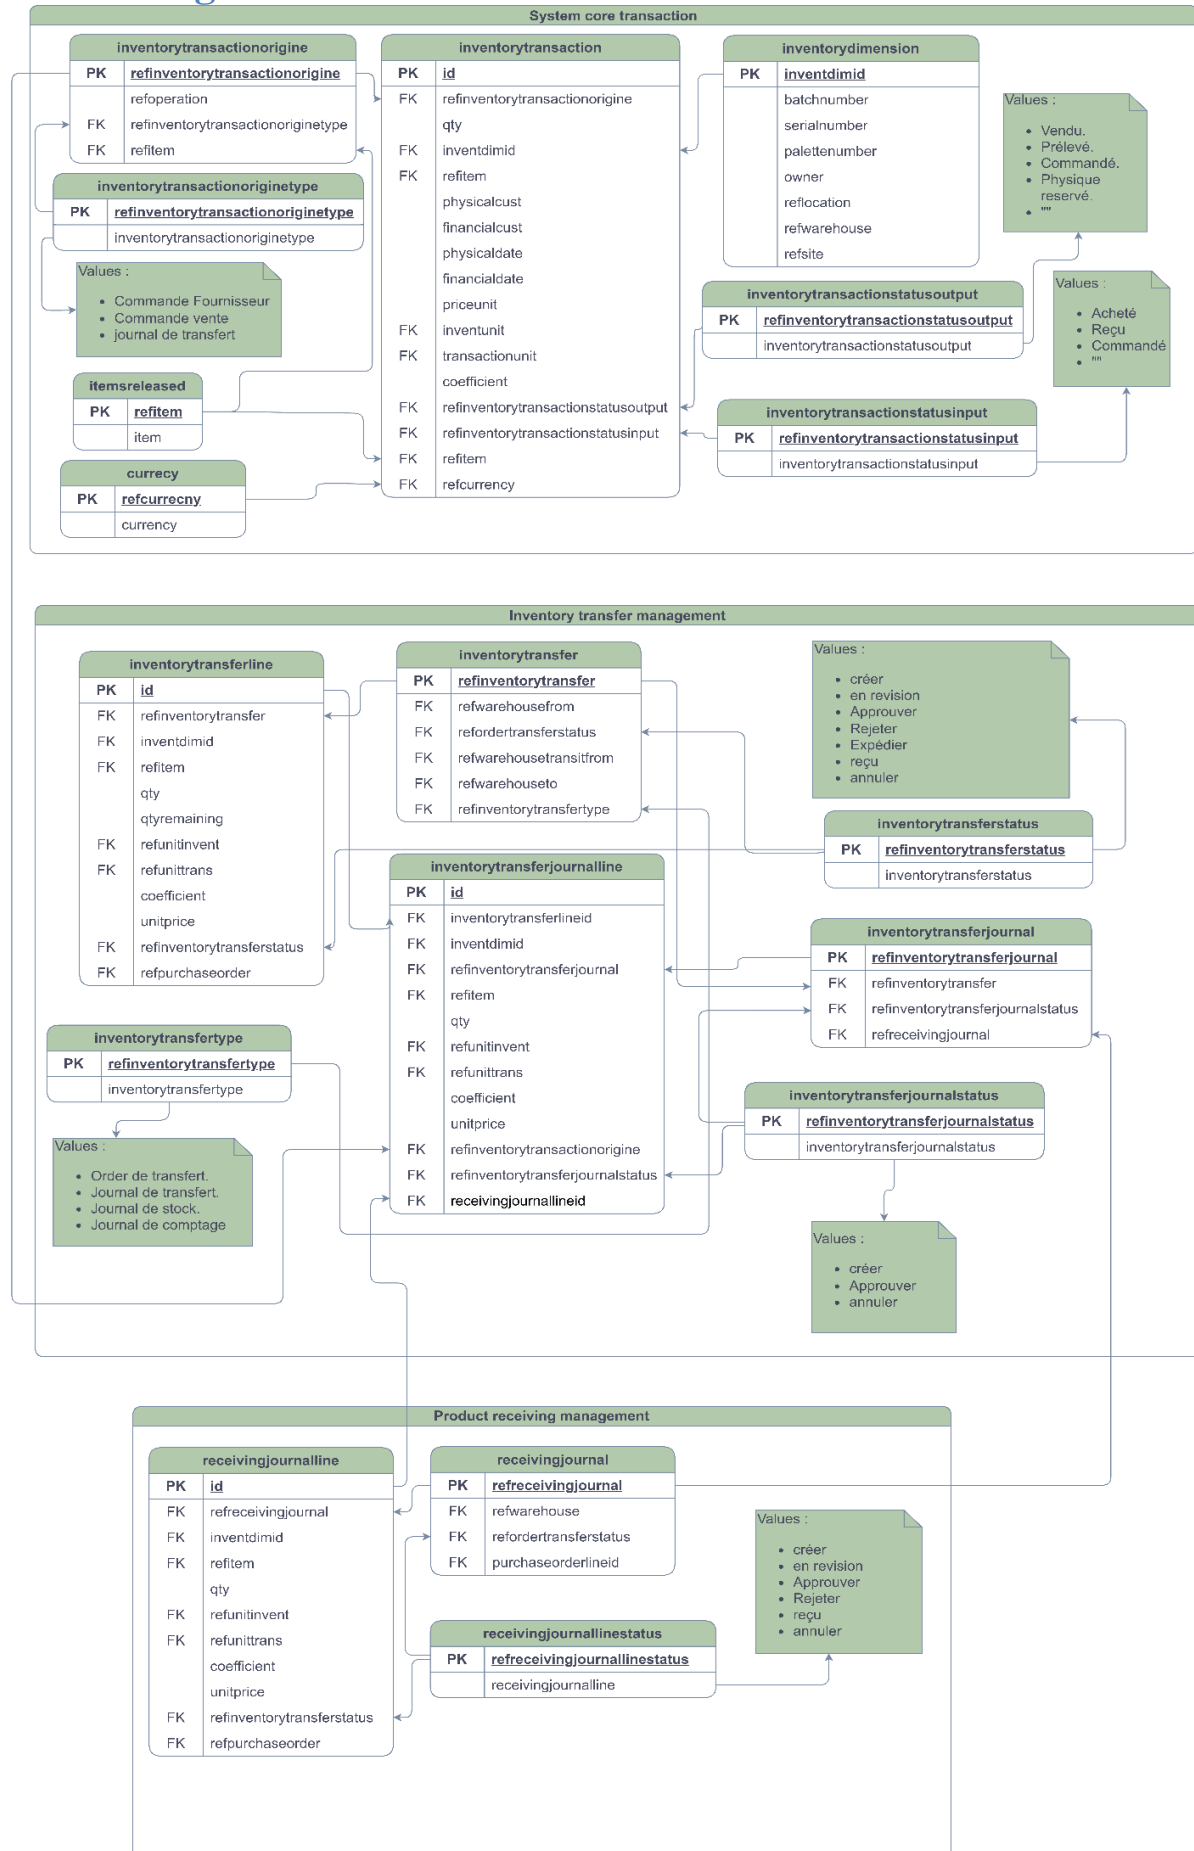 System core transaction
inventorytransactionorigine
PK refinventorytransactionorigine
refoperation
FK refinventorytransactionoriginetype
FK refitem
inventorytransaction
PK id
FK refinventorytransactionorigine
qty
FK inventdimid
FK refitem
physicalcust
financialcust
physicaldate
financialdate
priceunit
FK inventunit
FK transactionunit
coefficient
FK refinventorytransactionstatusoutput
FK refinventorytransactionstatusinput
FK refitem
FK refcurrency
inventorydimension
PK inventdimid
batchnumber
serialnumber
palettenumber
owner
reflocation
refwarehouse
refsite
Values :
• Vendu.
• Prélevé.
• Commandé.
• Physique
reservé.
• ""
inventorytransactionoriginetype
PK refinventorytransactionoriginetype
inventorytransactionoriginetype
Values :
• Commande Fournisseur
• Commande vente
• journal de transfert
inventorytransactionstatusoutput
PK refinventorytransactionstatusoutput
inventorytransactionstatusoutput
Values :
• Acheté
• Reçu
• Commandé
• ""
itemsreleased
PK refitem
item
inventorytransactionstatusinput
PK refinventorytransactionstatusinput
inventorytransactionstatusinput
currecy
PK refcurrecny
currency
Inventory transfer management
inventorytransferline
PK id
FK refinventorytransfer
FK inventdimid
FK refitem
qty
qtyremaining
FK refunitinvent
FK refunittrans
coefficient
unitprice
FK refinventorytransferstatus
FK refpurchaseorder
inventorytransfer
PK refinventorytransfer
FK refwarehousefrom
FK refordertransferstatus
FK refwarehousetransitfrom
FK refwarehouseto
FK refinventorytransfertype
Values :
• créer
• en revision
• Approuver
• Rejeter
• Expédier
• reçu
• annuler
inventorytransferstatus
PK refinventorytransferstatus
inventorytransferstatus
inventorytransferjournalline
PK id
FK inventorytransferlineid
FK inventdimid
FK refinventorytransferjournal
FK refitem
qty
FK refunitinvent
FK refunittrans
coefficient
unitprice
FK refinventorytransactionorigine
FK refinventorytransferjournalstatus
FK receivingjournallineid
inventorytransferjournal
PK refinventorytransferjournal
FK refinventorytransfer
FK refinventorytransferjournalstatus
FK refreceivingjournal
inventorytransfertype
PK refinventorytransfertype
inventorytransfertype
Values :
• Order de transfert.
• Journal de transfert.
• Journal de stock.
• Journal de comptage
inventorytransferjournalstatus
PK refinventorytransferjournalstatus
inventorytransferjournalstatus
Values :
• créer
• Approuver
• annuler
Product receiving management
receivingjournalline
PK id
FK refreceivingjournal
FK inventdimid
FK refitem
qty
FK refunitinvent
FK refunittrans
coefficient
unitprice
FK refinventorytransferstatus
FK refpurchaseorder
receivingjournal
PK refreceivingjournal
FK refwarehouse
FK refordertransferstatus
FK purchaseorderlineid
Values :
• créer
• en revision
• Approuver
• Rejeter
• reçu
• annuler
receivingjournallinestatus
PK refreceivingjournallinestatus
receivingjournalline